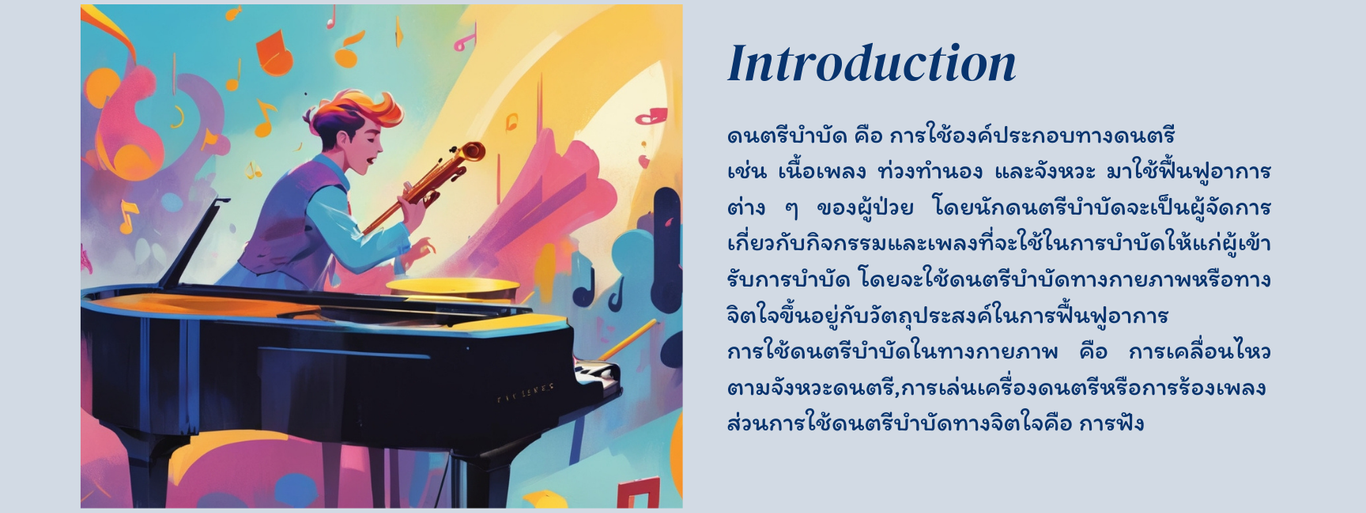 Introduction
ดนตรีบำบัด คือ การใช้องค์ประกอบทางดนตรี
เช่น เนื้อเพลง ท่วงทำนอง และจังหวะ มาใช้ฟื้นฟูอาการ
ต่าง ๆ ของผู้ป่วย โดยนักดนตรีบำบัดจะเป็นผู้จัดการ
เกี่ยวกับกิจกรรมและเพลงที่จะใช้ในการบำบัดให้แก่ผู้เข้า
รับการบำบัด โดยจะใช้ดนตรีบำบัดทางกายภาพหรือทาง
จิตใจขึ้นอยู่กับวัตถุประสงค์ในการฟื้นฟูอาการ
การใช้ดนตรีบำบัดในทางกายภาพ คือ การเคลื่อนไหว
ตามจังหวะดนตรี,การเล่นเครื่องดนตรีหรือการร้องเพลง
ส่วนการใช้ดนตรีบำบัดทางจิตใจคือ การฟัง